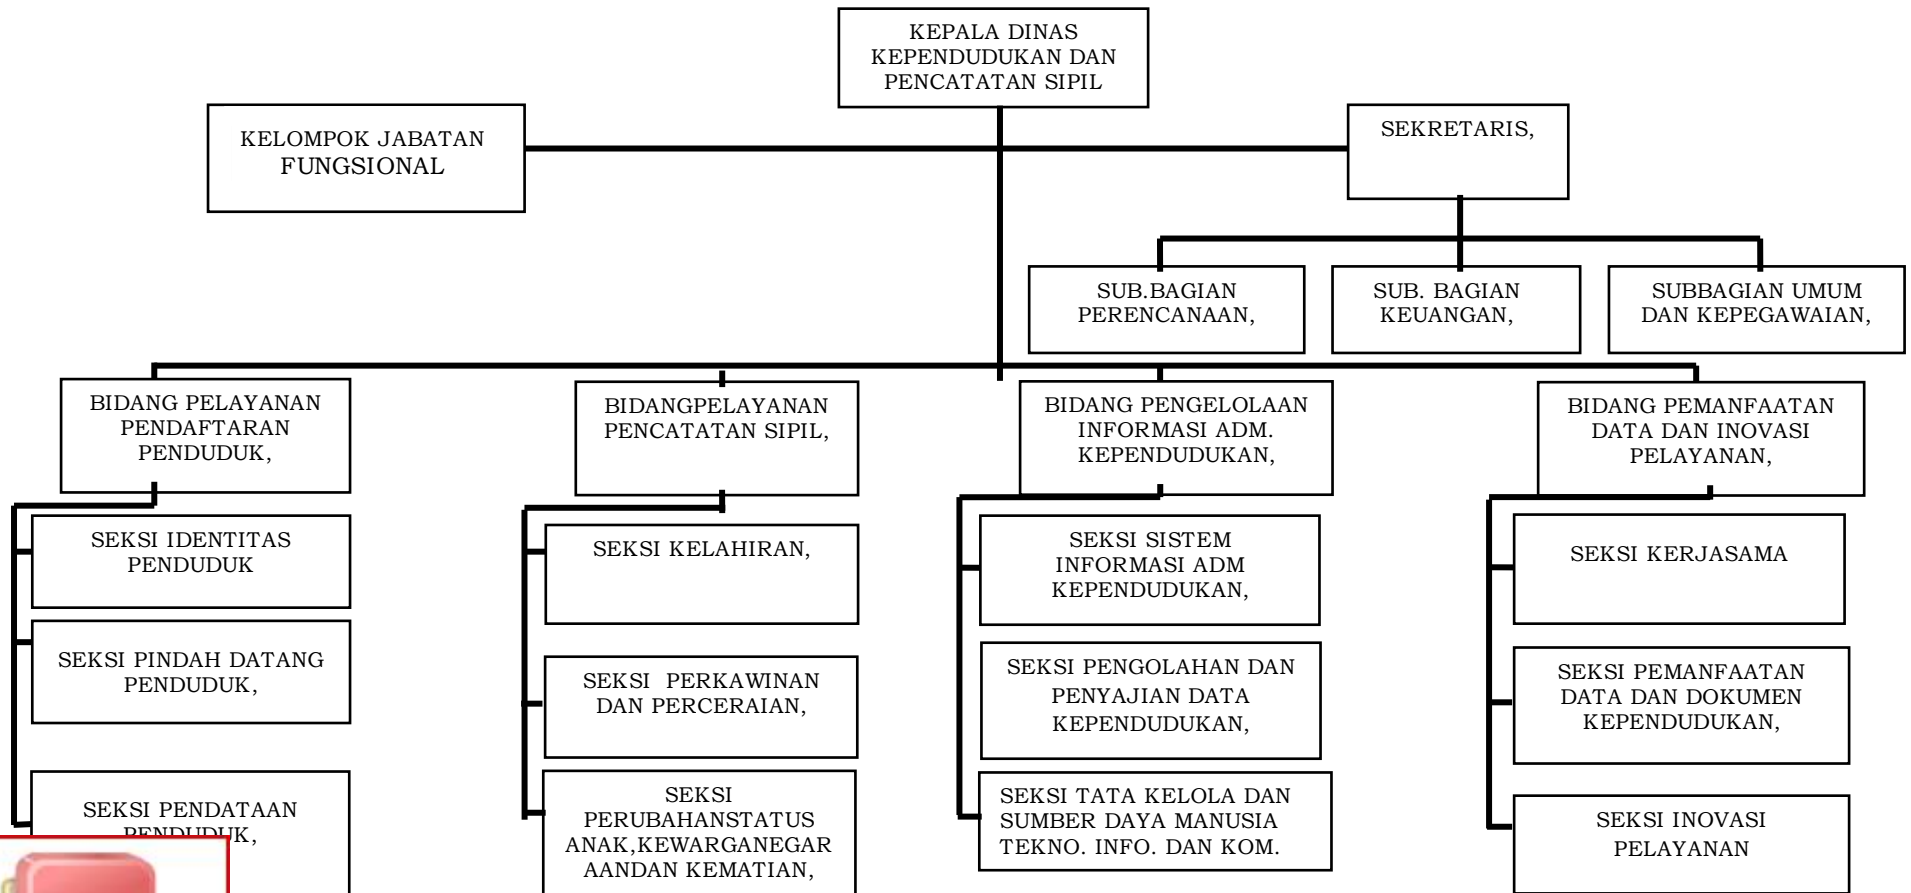 KEPALA DINAS
KEPENDUDUKAN DAN
PENCATATAN SIPIL
KELOMPOK JABATAN
FUNGSIONAL
SEKRETARIS,
SUB.BAGIAN
PERENCANAAN,
SUB. BAGIAN
KEUANGAN,
SUBBAGIAN UMUM
DAN KEPEGAWAIAN,
BIDANG PELAYANAN
PENDAFTARAN
PENDUDUK,
BIDANGPELAYANAN
PENCATATAN SIPIL,
BIDANG PENGELOLAAN
INFORMASI ADM.
KEPENDUDUKAN,
BIDANG PEMANFAATAN
DATA DAN INOVASI
PELAYANAN,
SEKSI IDENTITAS
PENDUDUK
SEKSI PINDAH DATANG
PENDUDUK,
SEKSI PENDATAAN
PENDUDUK,
SEKSI KELAHIRAN,
SEKSI  PERKAWINAN
DAN PERCERAIAN,
SEKSI
PERUBAHANSTATUS
ANAK,KEWARGANEGAR
AANDAN KEMATIAN,
SEKSI SISTEM
INFORMASI ADM
KEPENDUDUKAN,
SEKSI PENGOLAHAN DAN
PENYAJIAN DATA
KEPENDUDUKAN,
SEKSI TATA KELOLA DAN
SUMBER DAYA MANUSIA
TEKNO. INFO. DAN KOM.
SEKSI KERJASAMA
SEKSI PEMANFAATAN
DATA DAN DOKUMEN
KEPENDUDUKAN,
SEKSI INOVASI
PELAYANAN